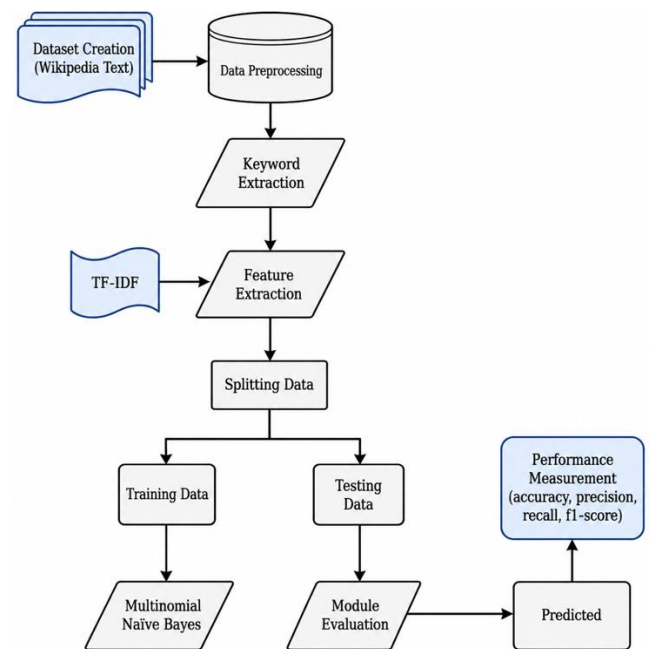 Dataset Creation
(Wikipedia Text)
Data Preprocessing
Keyword
Extraction
TF-IDF
Feature
Extraction
Splitting Data
Training Data
Testing
Data
Performance
Measurement
(accuracy, precision,
recall, f1-score)
Multinomial
Naïve Bayes
Module
Evaluation
Predicted